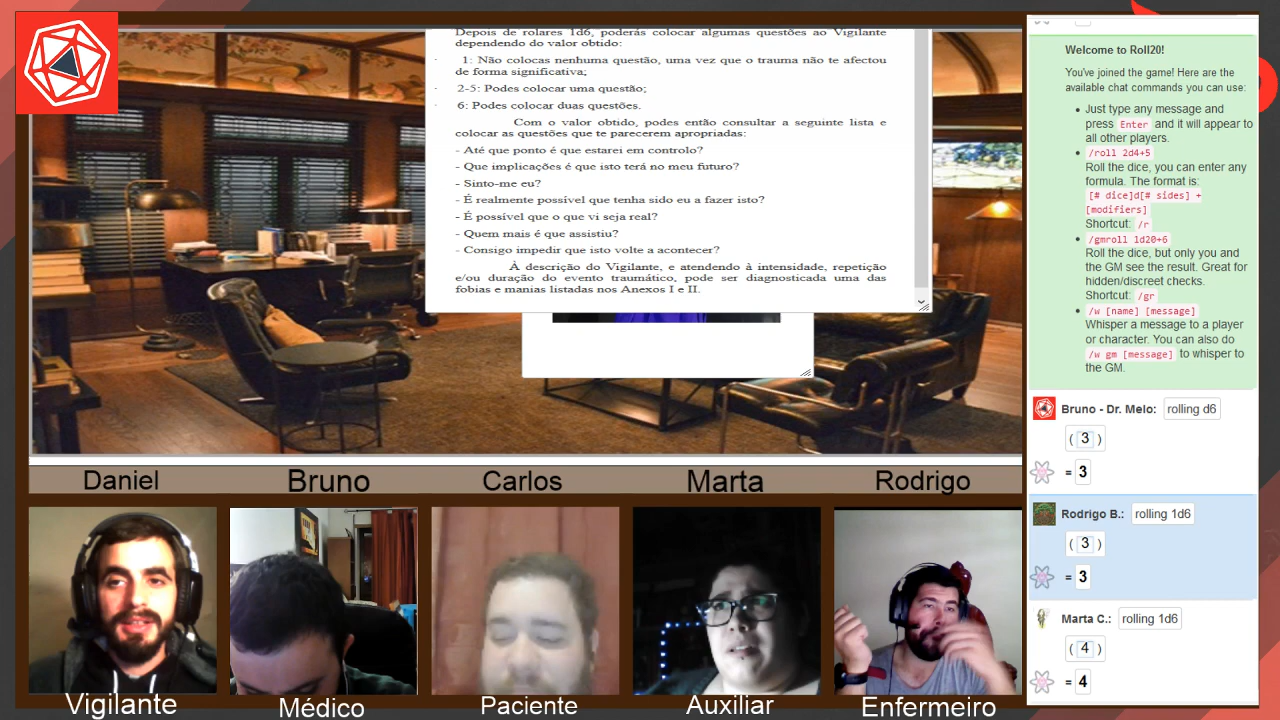 Depois de rolares 1d6, poderás colocar algumas questões ao Vigilante
dependendo do valor obtido:
· 1: Não colocas nenhuma questão, uma vez que o trauma não te afectou
de forma significativa;
· 2-5: Podes colocar uma questão;
· 6: Podes colocar duas questões.
Com o valor obtido, podes então consultar a seguinte lista e
colocar as questões que te parecerem apropriadas:
- Até que ponto é que estarei em controlo?
- Que implicações é que isto terá no meu futuro?
- Sinto-me eu?
- É realmente possível que tenha sido eu a fazer isto?
- É possível que o que vi seja real?
- Quem mais é que assistiu?
- Consigo impedir que isto volte a acontecer?
À descrição do Vigilante, e atendendo à intensidade, repetição
e/ou duração do evento traumático, pode ser diagnosticada uma das
fobias e manias listadas nos Anexos I e II.
Daniel
Bruno
Carlos
Marta
Rodrigo
Vigilante
Médico
Paciente
Auxiliar
Enfermeiro
Welcome to Roll20!
You've joined the game! Here are the
available chat commands you can use:
• Just type any message and
press Enter and it will appear to
all other players.
• /roll 2d4+5
Roll the dice, you can enter any
formula. The format is:
[# dice]d[# sides] +
[modifiers]
Shortcut: /r
• /gmroll 1d20+6
Roll the dice, but only you and
the GM see the result. Great for
hidden/discreet checks.
Shortcut: /gr
• /w [name] [message]
Whisper a message to a player
or character. You can also do
/w gm [message] to whisper to
the GM.
Bruno - Dr. Melo: rolling d6
( 3 )
= 3
Rodrigo B.: rolling 1d6
( 3 )
= 3
Marta C.: rolling 1d6
( 4 )
= 4